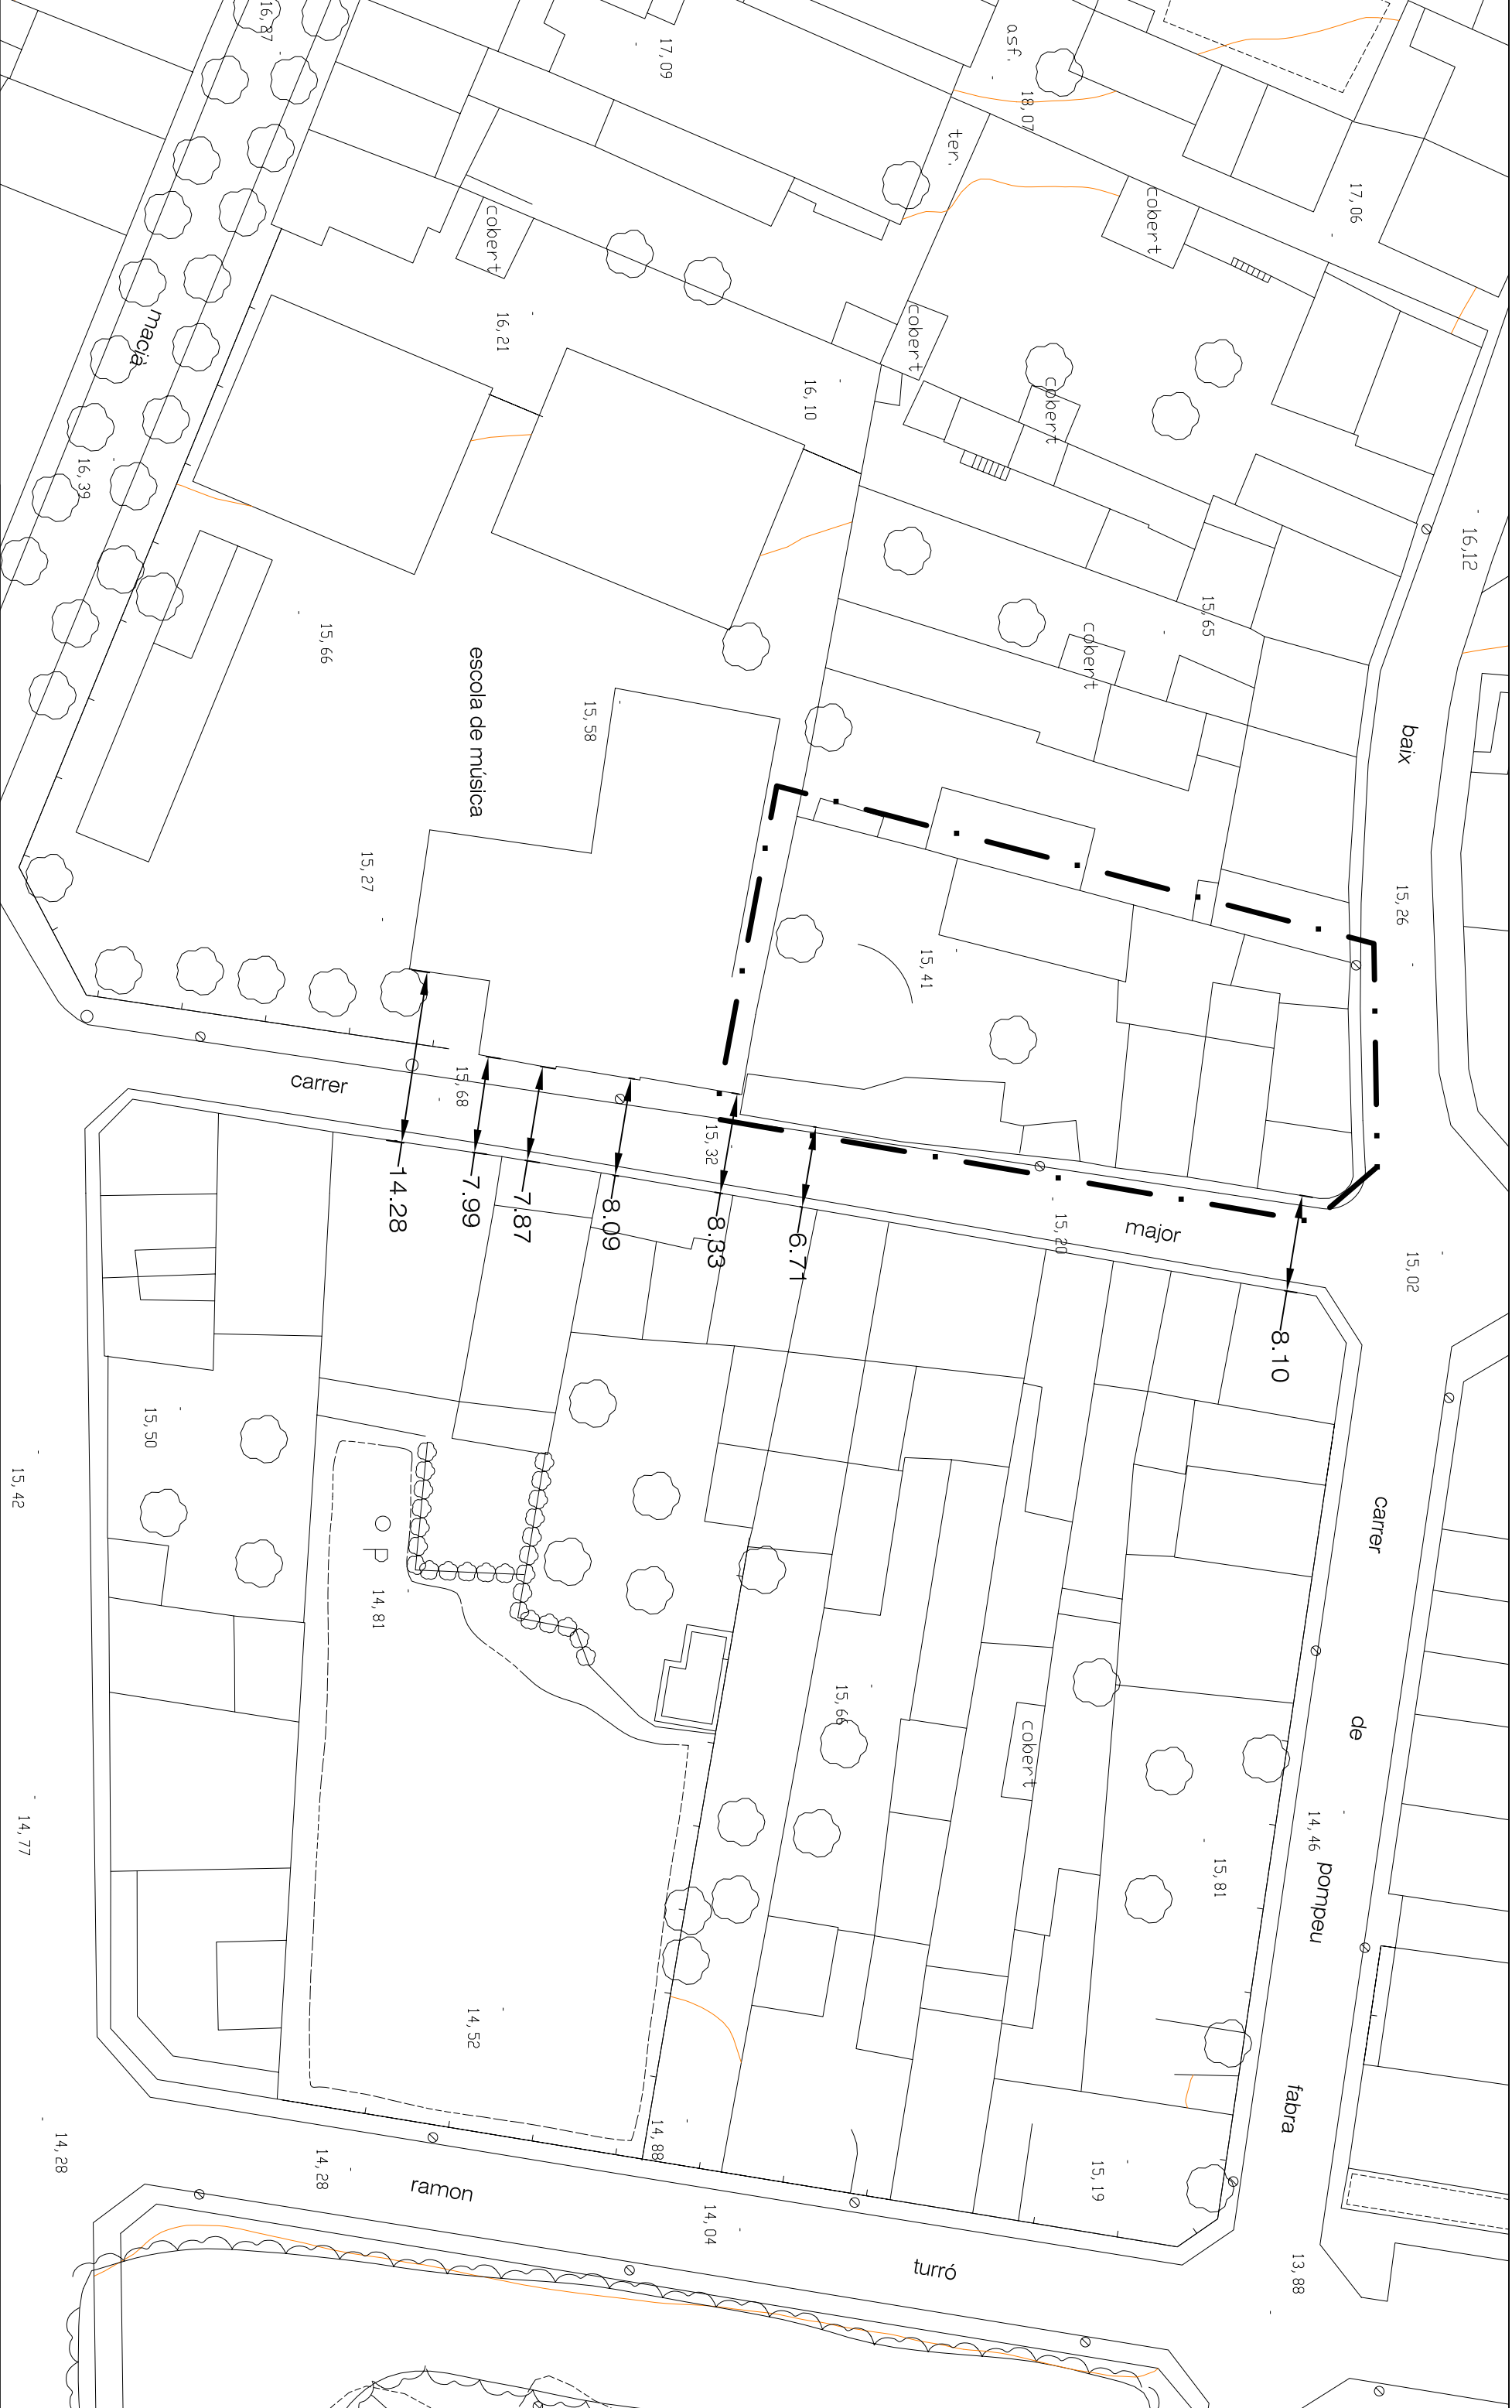 16,87
17,09
asf.
18,07
ter.
17,06
cobert
cobert
macià
16,21
cobert
16,10
cobert
16,39
16,12
15,65
15,66
cobert
escola de música
15,58
baix
15,27
15,26
15,41
carrer
15,68
15,32
15,20
major
15,02
14.28
7.99
7.87
8.09
8.33
6.71
8.10
15,50
15,42
carrer
14,81
15,66
cobert
de
14,46
pompeu
15,81
14,77
14,52
fabra
14,88
14,28
14,28
ramon
15,19
14,04
turró
13,88